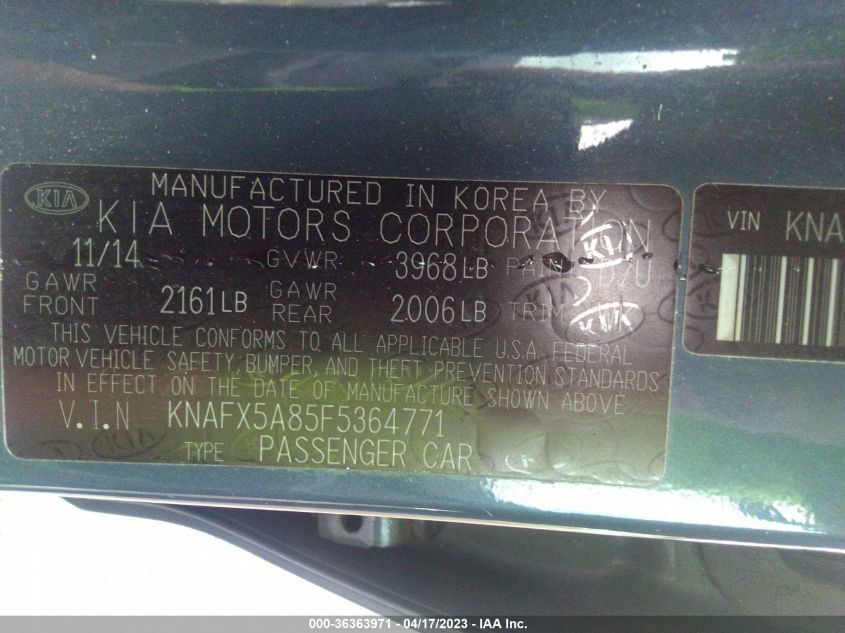 KIA MANUFACTURED IN KOREA BY
KIA MOTORS CORPORATION
11/14 GVWR 3968LB
GAWR FRONT 2161LB GAWR REAR 2006LB TRIM
THIS VEHICLE CONFORMS TO ALL APPLICABLE U.S.A. FEDERAL
MOTOR VEHICLE SAFETY, BUMPER, AND THEFT PREVENTION STANDARDS
IN EFFECT ON THE DATE OF MANUFACTURE SHOWN ABOVE
V.I.N KNAFX5A85F5364771
TYPE PASSENGER CAR
KIA
KIA
VIN KNA
000-36363971 - 04/17/2023 - IAA Inc.